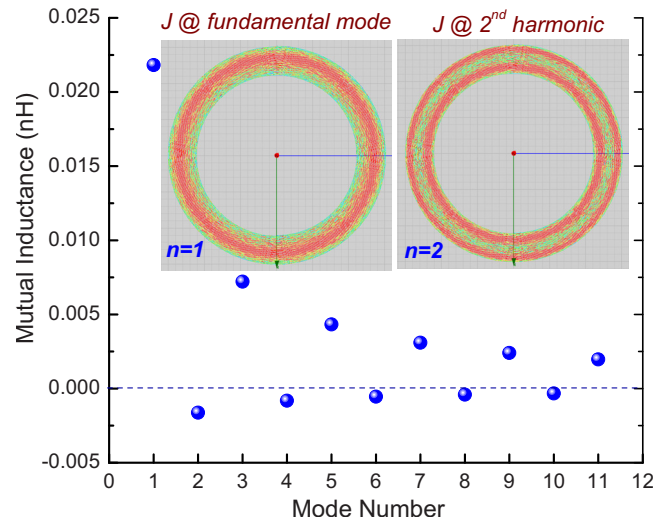 J @ fundamental mode
J @ 2nd harmonic
n=1
n=2
0.025
0.020
0.015
0.010
0.005
0.000
-0.005
Mutual Inductance (nH)
0 1 2 3 4 5 6 7 8 9 10 11 12
Mode Number